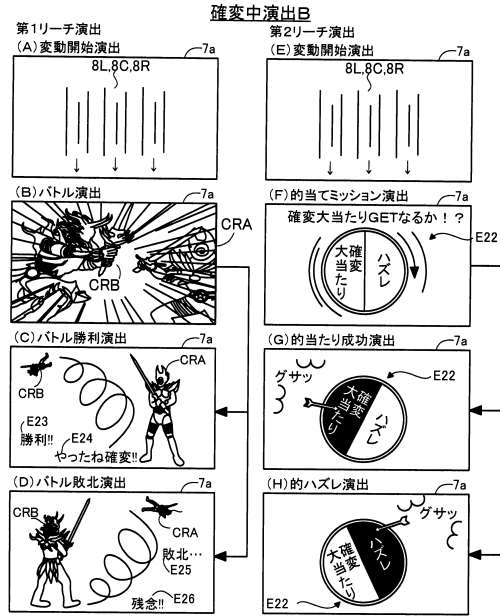 確変中演出B
第1リーチ演出
(A)変動開始演出
7a
8L,8C,8R
(B)バトル演出
7a
CRA
CRB
(C)バトル勝利演出
7a
CRA
CRB
E23
勝利!!
E24
やったね確変!!
(D)バトル敗北演出
7a
CRB
CRA
敗北…
E25
E26
残念!!
第2リーチ演出
(E)変動開始演出
7a
8L,8C,8R
(F)的当てミッション演出
7a
確変大当たりGETなるか!?
E22
確変
大当たり
ハズレ
(G)的当たり成功演出
7a
グサッ
E22
確変
大当たり
ハズレ
(H)的ハズレ演出
7a
グサッ
ハズレ
確変
大当たり
E22